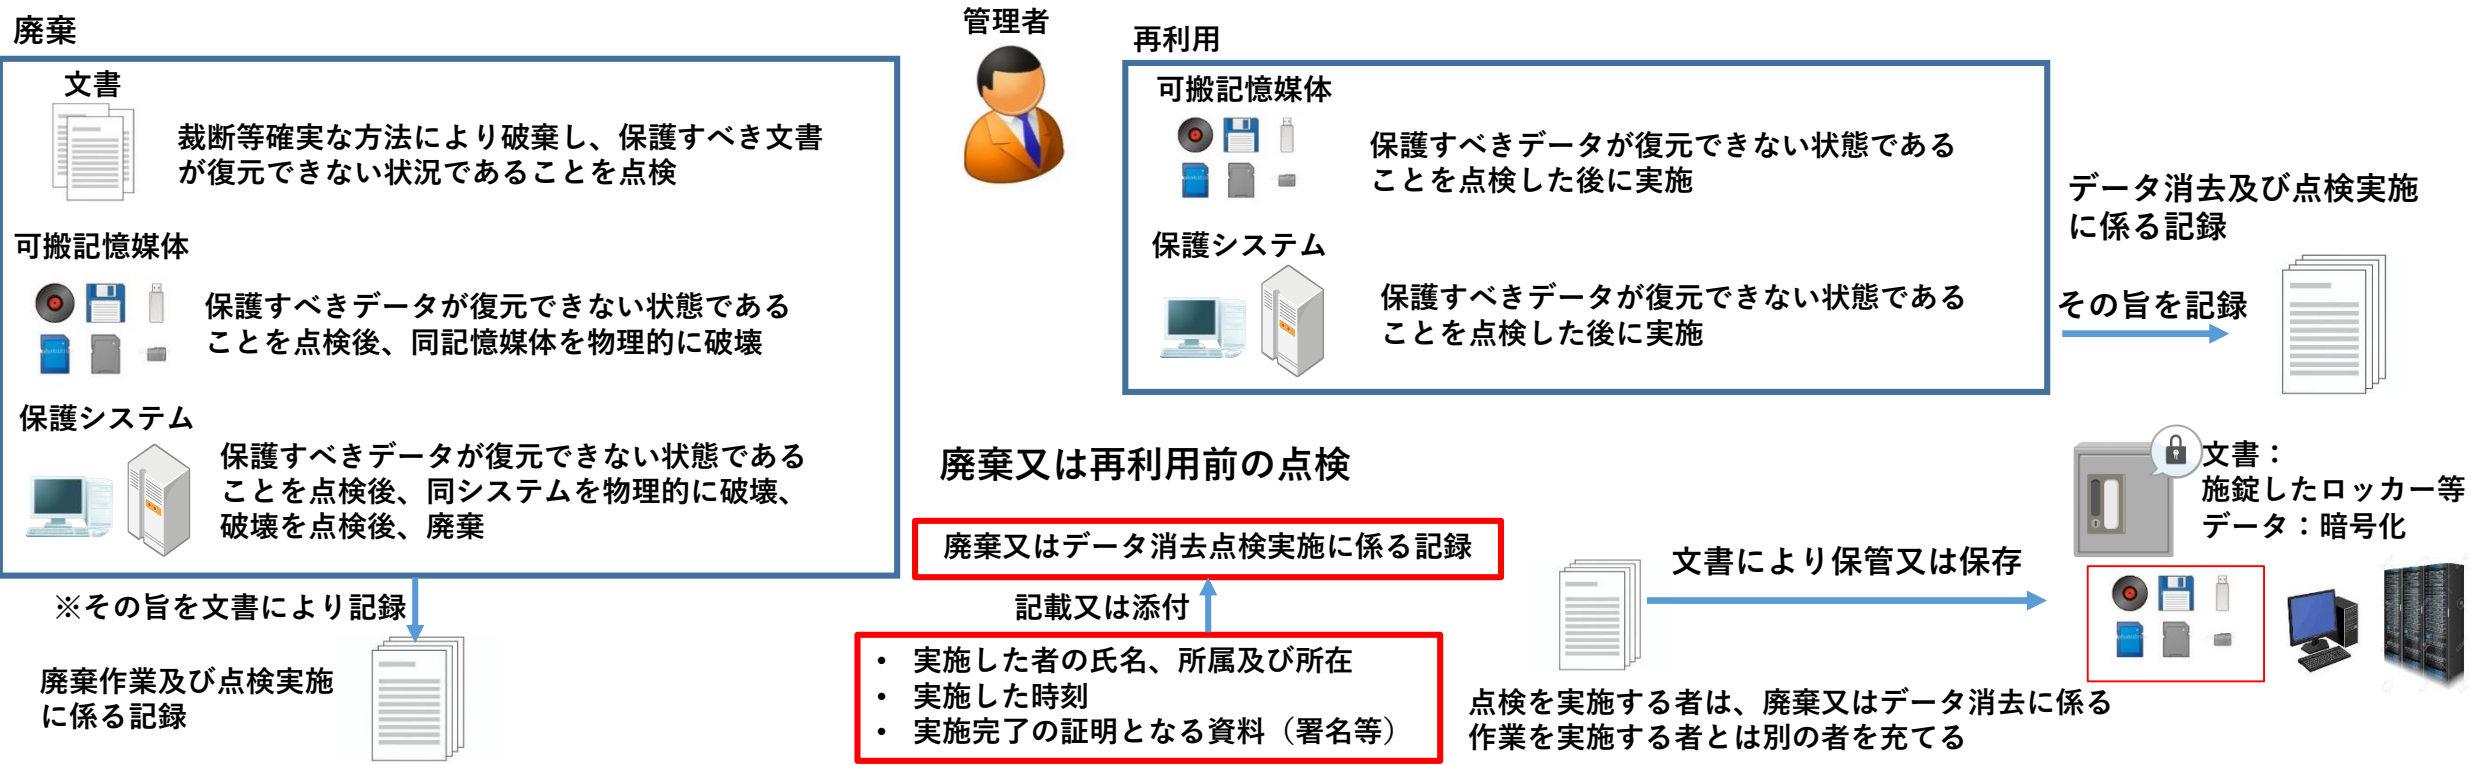 廃棄
文書
裁断等確実な方法により破棄し、保護すべき文書
が復元できない状況であることを点検
可搬記憶媒体
保護すべきデータが復元できない状態である
ことを点検後、同記憶媒体を物理的に破壊
保護システム
保護すべきデータが復元できない状態である
ことを点検後、同システムを物理的に破壊、
破壊を点検後、廃棄
※その旨を文書により記録
廃棄作業及び点検実施
に係る記録
管理者
再利用
可搬記憶媒体
保護すべきデータが復元できない状態である
ことを点検した後に実施
保護システム
保護すべきデータが復元できない状態である
ことを点検した後に実施
データ消去及び点検実施
に係る記録
その旨を記録
廃棄又は再利用前の点検
廃棄又はデータ消去点検実施に係る記録
記載又は添付
• 実施した者の氏名、所属及び所在
• 実施した時刻
• 実施完了の証明となる資料（署名等）
文書により保管又は保存
文書：
施錠したロッカー等
データ：暗号化
点検を実施する者は、廃棄又はデータ消去に係る
作業を実施する者とは別の者を充てる